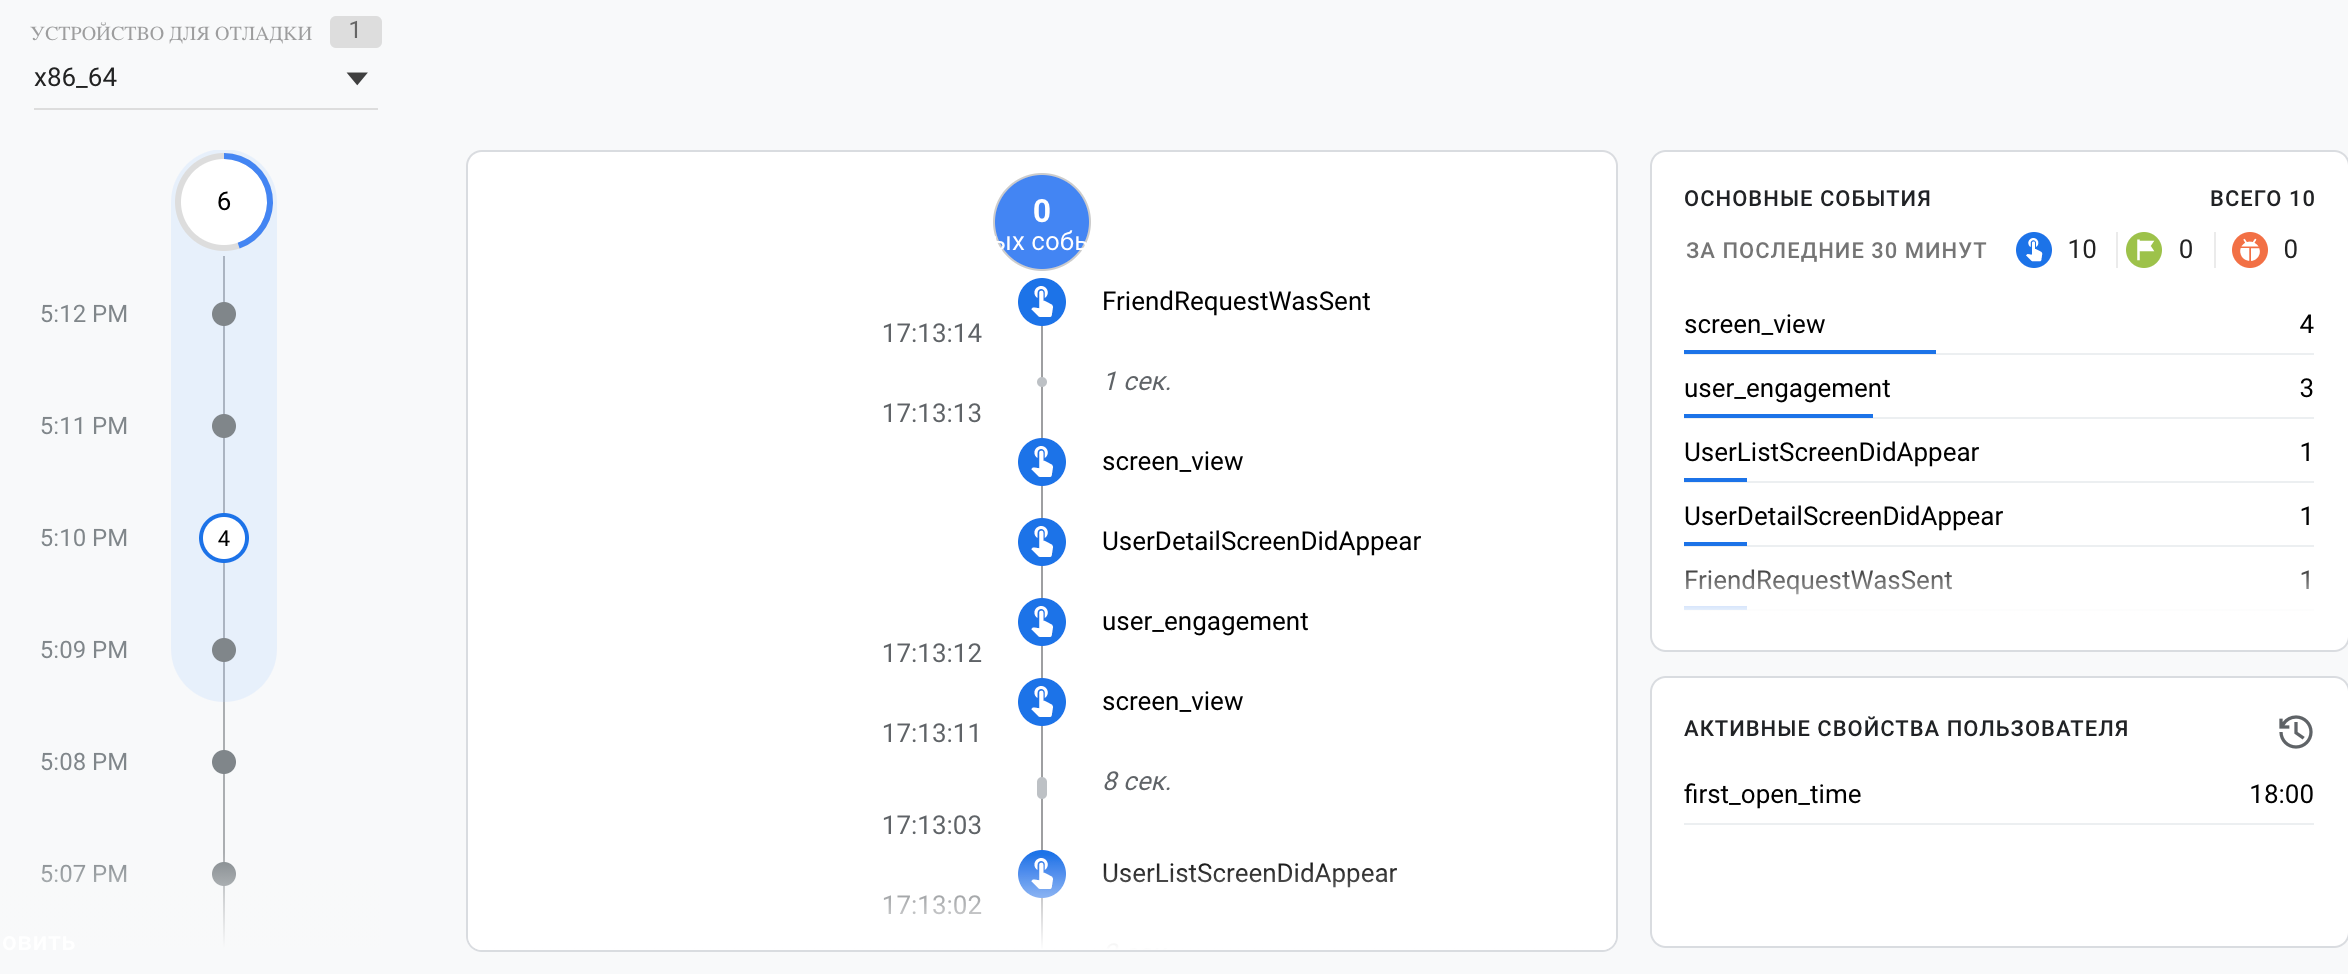 УСТРОЙСТВО ДЛЯ ОТЛАДКИ 1
x86_64
6
5:12 PM
5:11 PM
5:10 PM 4
5:09 PM
5:08 PM
5:07 PM
ОВИТЬ
0
ых собы
FriendRequestWasSent
17:13:14
1 сек.
17:13:13
screen_view
UserDetailScreenDidAppear
user_engagement
17:13:12
screen_view
17:13:11
8 сек.
17:13:03
UserListScreenDidAppear
17:13:02
ОСНОВНЫЕ СОБЫТИЯ ВСЕГО 10
ЗА ПОСЛЕДНИЕ 30 МИНУТ 10 0 0
screen_view 4
user_engagement 3
UserListScreenDidAppear 1
UserDetailScreenDidAppear 1
FriendRequestWasSent 1
АКТИВНЫЕ СВОЙСТВА ПОЛЬЗОВАТЕЛЯ
first_open_time 18:00